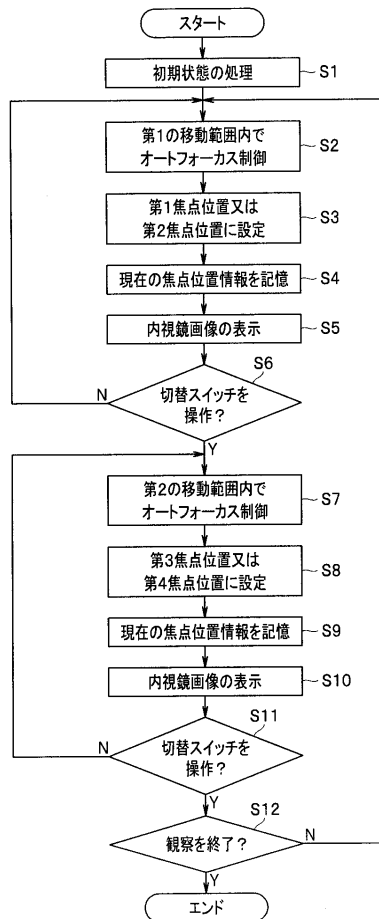 スタート
初期状態の処理
S1
第1の移動範囲内で
オートフォーカス制御
S2
第1焦点位置又は
第2焦点位置に設定
S3
現在の焦点位置情報を記憶
S4
内視鏡画像の表示
S5
S6
切替スイッチを
操作?
N
Y
第2の移動範囲内で
オートフォーカス制御
S7
第3焦点位置又は
第4焦点位置に設定
S8
現在の焦点位置情報を記憶
S9
内視鏡画像の表示
S10
S11
切替スイッチを
操作?
N
Y
S12
観察を終了?
N
Y
エンド